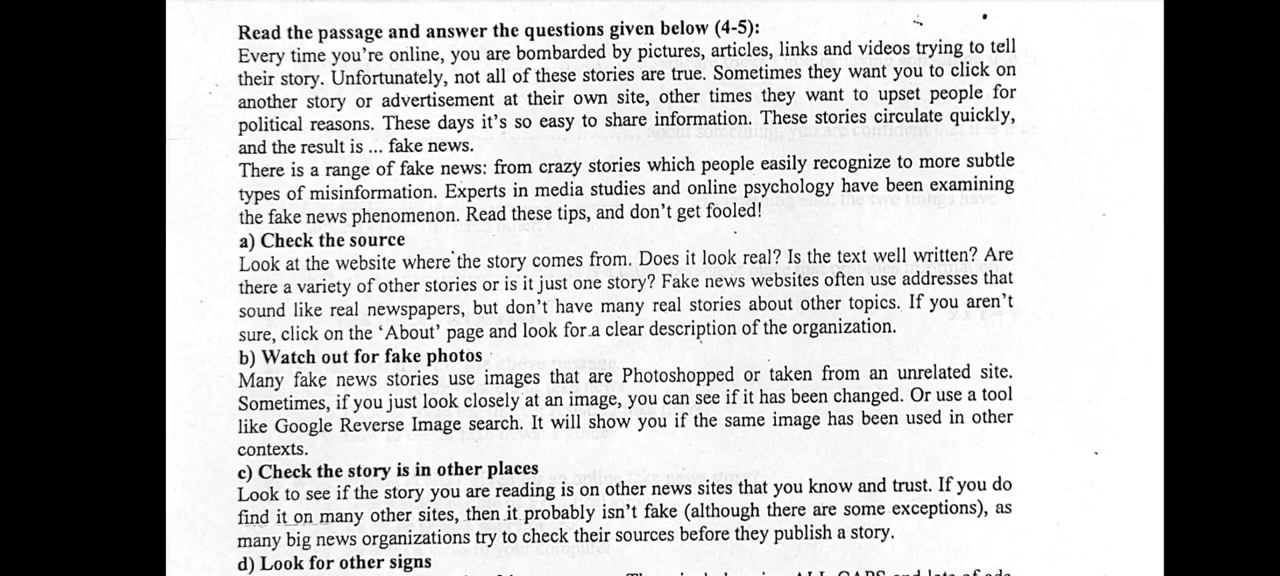 Read the passage and answer the questions given below (4-5):
Every time you're online, you are bombarded by pictures, articles, links and videos trying to tell
their story. Unfortunately, not all of these stories are true. Sometimes they want you to click on
another story or advertisement at their own site, other times they want to upset people for
political reasons. These days it's so easy to share information. These stories circulate quickly,
and the result is ... fake news.
There is a range of fake news: from crazy stories which people easily recognize to more subtle
types of misinformation. Experts in media studies and online psychology have been examining
the fake news phenomenon. Read these tips, and don't get fooled!
a) Check the source
Look at the website where the story comes from. Does it look real? Is the text well written? Are
there a variety of other stories or is it just one story? Fake news websites often use addresses that
sound like real newspapers, but don't have many real stories about other topics. If you aren't
sure, click on the 'About' page and look for a clear description of the organization.
b) Watch out for fake photos
Many fake news stories use images that are Photoshopped or taken from an unrelated site.
Sometimes, if you just look closely at an image, you can see if it has been changed. Or use a tool
like Google Reverse Image search. It will show you if the same image has been used in other
contexts.
c) Check the story is in other places
Look to see if the story you are reading is on other news sites that you know and trust. If you do
find it on many other sites, then it probably isn't fake (although there are some exceptions), as
many big news organizations try to check their sources before they publish a story.
d) Look for other signs
ALL CAPS and lots of ads